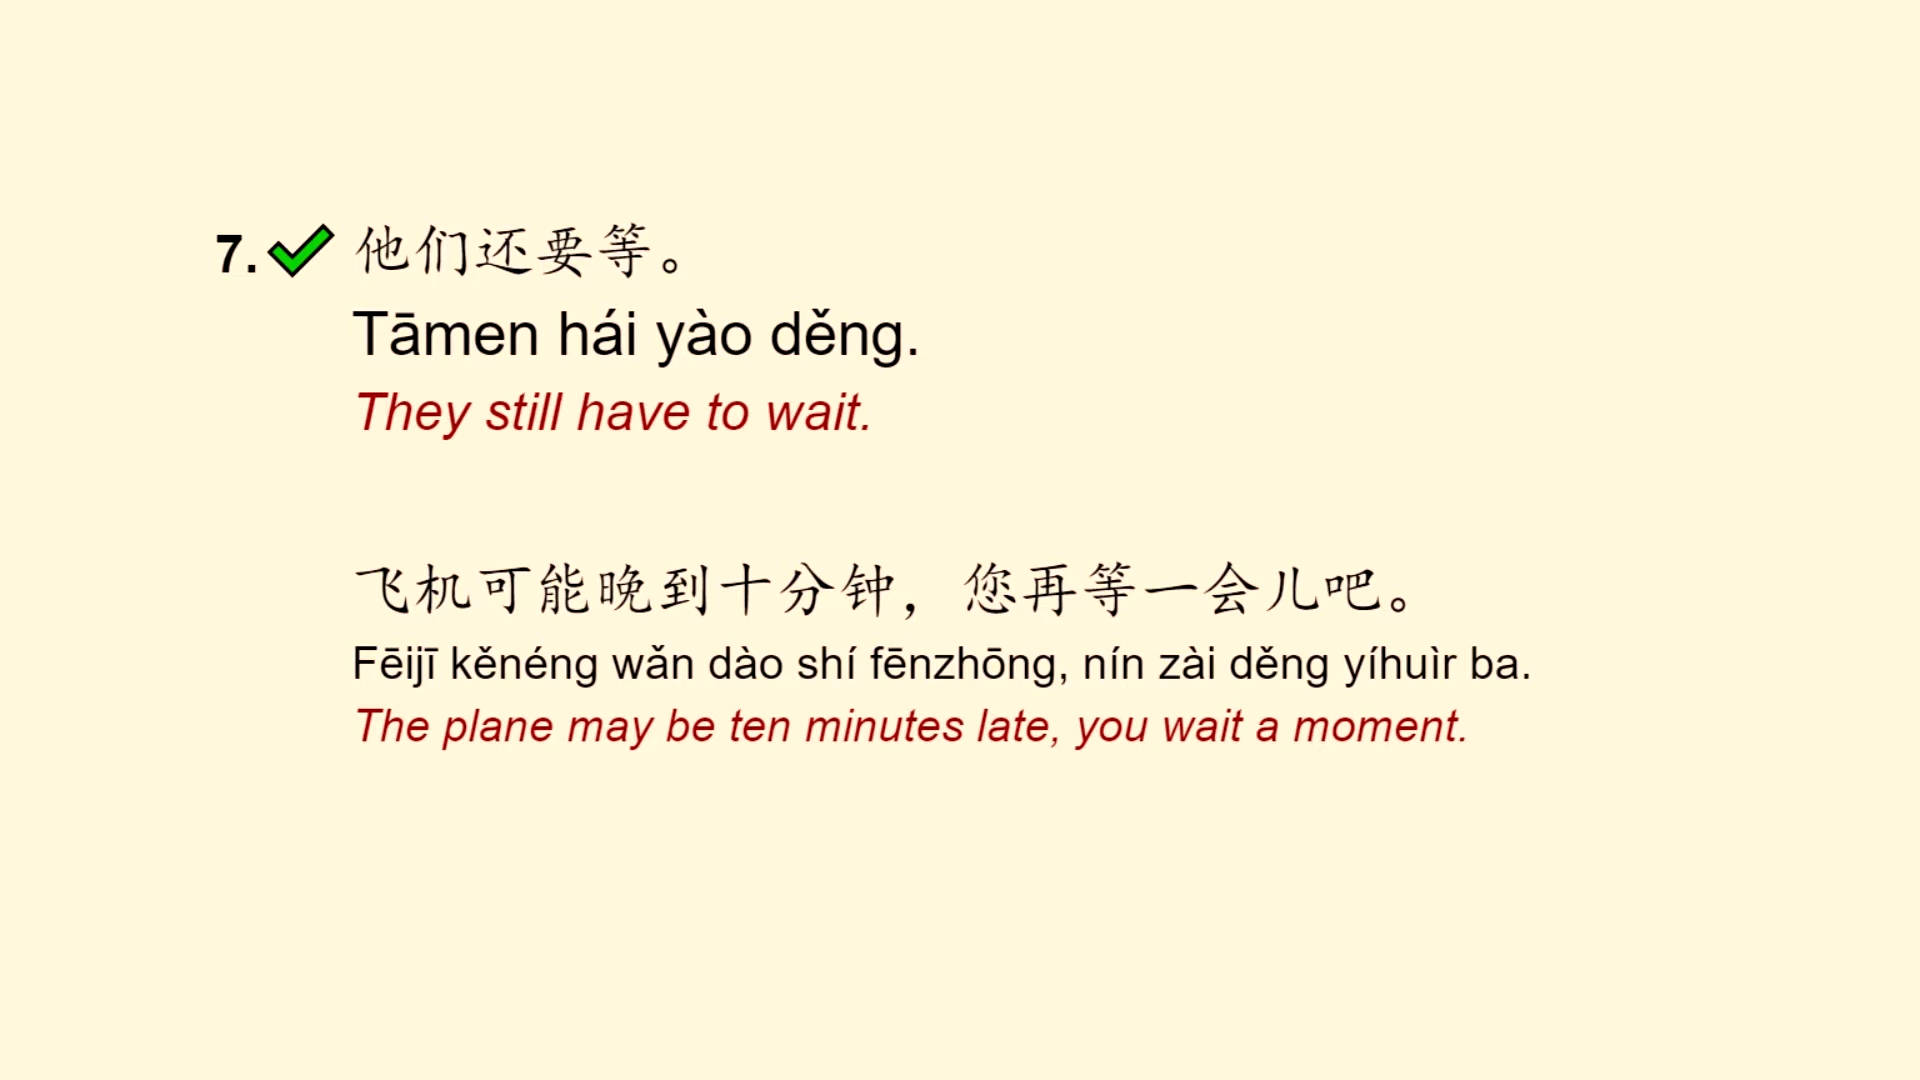 7. 他们还要等。
Tāmen hái yào děng.
They still have to wait.
飞机可能晚到十分钟，您再等一会儿吧。
Fēijī kěnéng wǎn dào shí fēnzhōng, nín zài děng yíhuìr ba.
The plane may be ten minutes late, you wait a moment.